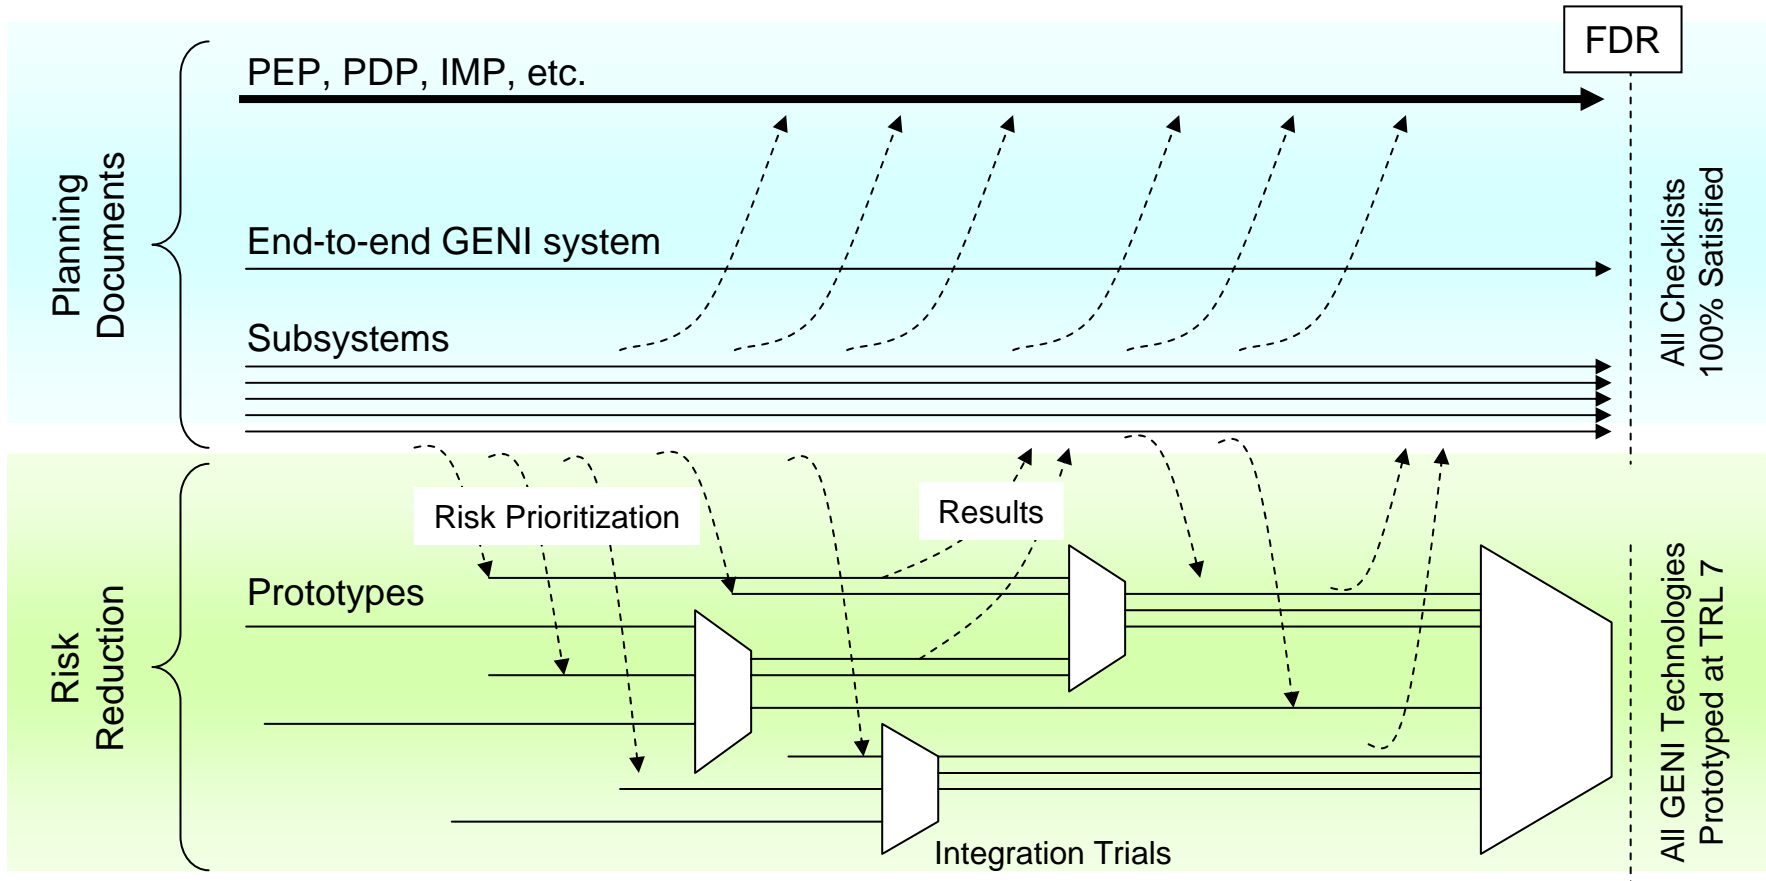 FDR
PEP, PDP, IMP, etc.
Planning
Documents
End-to-end GENI system
Subsystems
All Checklists
100% Satisfied
Risk Prioritization
Results
Prototypes
Risk
Reduction
Integration Trials
All GENI Technologies
Prototyped at TRL 7